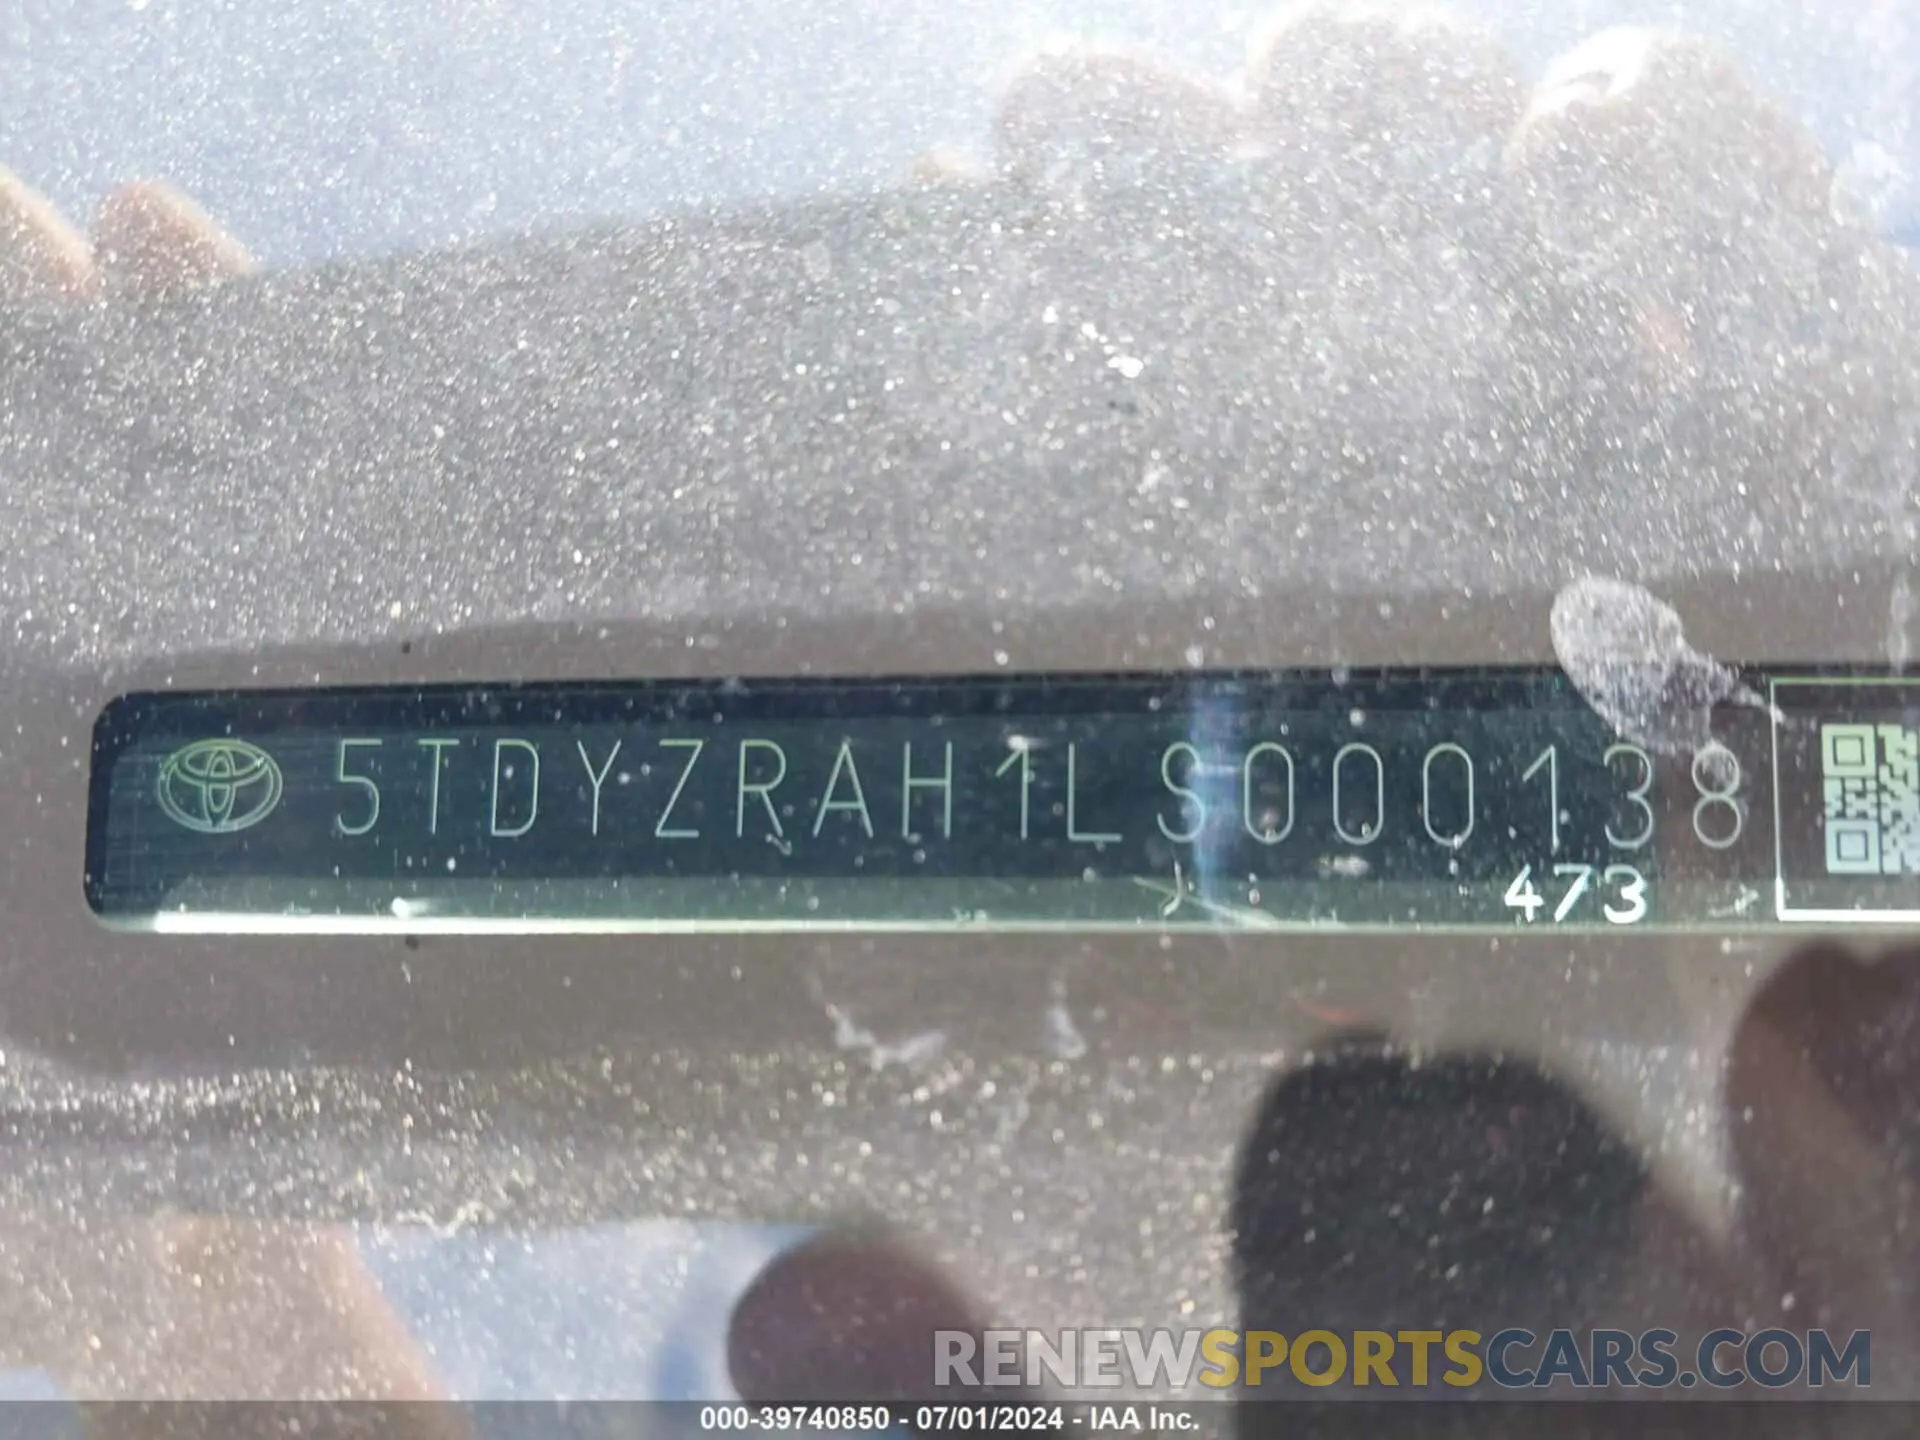 5TDYZRAH1LS000138
473
RENEWSPORTSCARS.COM
000-39740850 - 07/01/2024 - IAA Inc.